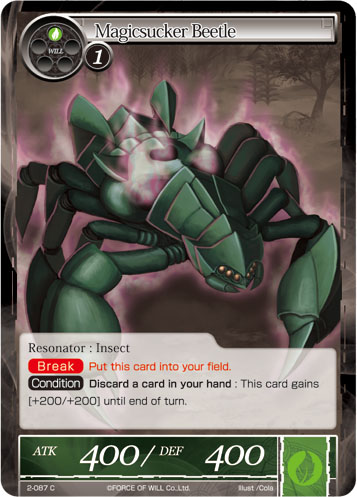 Magicsucker Beetle
WILL
1
Resonator : Insect
Break Put this card into your field.
Condition Discard a card in your hand : This card gains
[+200/+200] until end of turn.
ATK 400 / DEF 400
2-087 C ©FORCE OF WILL Co.,Ltd. Illust /Cola